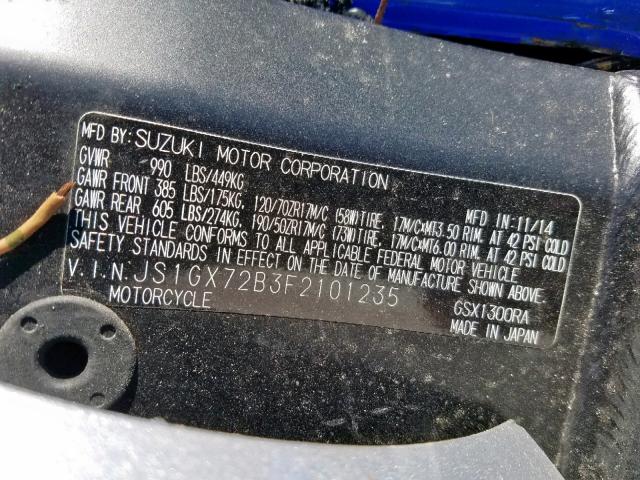 MFD BY: SUZUKI MOTOR CORPORATION
GVWR 990 LBS/449KG MFD IN:11/14
GAWR FRONT 385 LBS/175KG, 120/70ZR17M/C (58W)TIRE, 17M/C×MT3.50 RIM, AT 42 PSI COLD
GAWR REAR, 605 LBS/274KG, 190/50ZR17M/C (73W)TIRE, 17M/C×MT6.00 RIM, AT 42 PSI COLD
THIS VEHICLE CONFORMS TO ALL APPLICABLE FEDERAL MOTOR VEHICLE
SAFETY STANDARDS IN EFFECT ON THE DATE OF MANUFACTURE SHOWN ABOVE.
V.I.N. JS1GX72B3F2101235
MOTORCYCLE GSX1300RA
MADE IN JAPAN